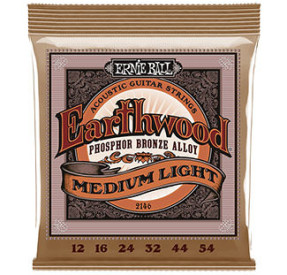 ERNIE BALL
ACOUSTIC GUITAR STRINGS
Earthwood
PHOSPHOR BRONZE ALLOY
MEDIUM LIGHT
2146
12 16 24 32 44 54